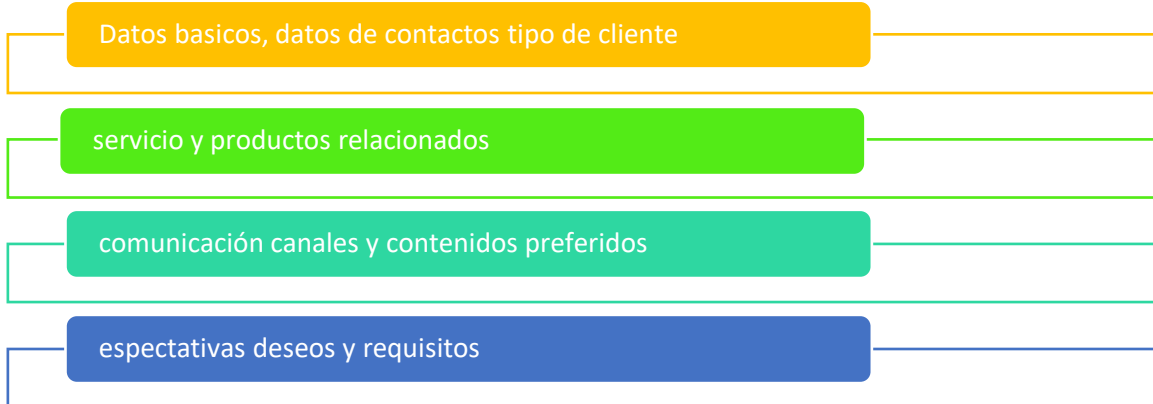 Datos basicos, datos de contactos tipo de cliente
servicio y productos relacionados
comunicación canales y contenidos preferidos
espectativas deseos y requisitos